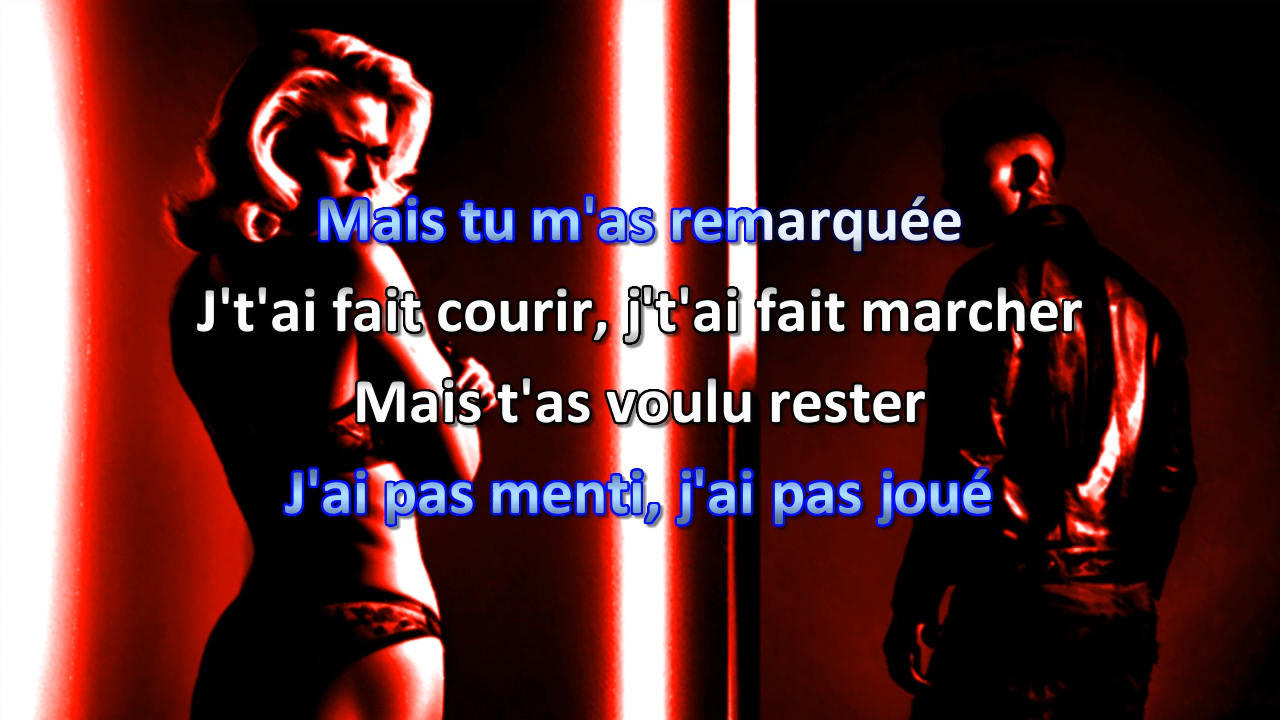 Mais tu m'as remarquée
J't'ai fait courir, j't'ai fait marcher
Mais t'as voulu rester
J'ai pas menti, j'ai pas joué